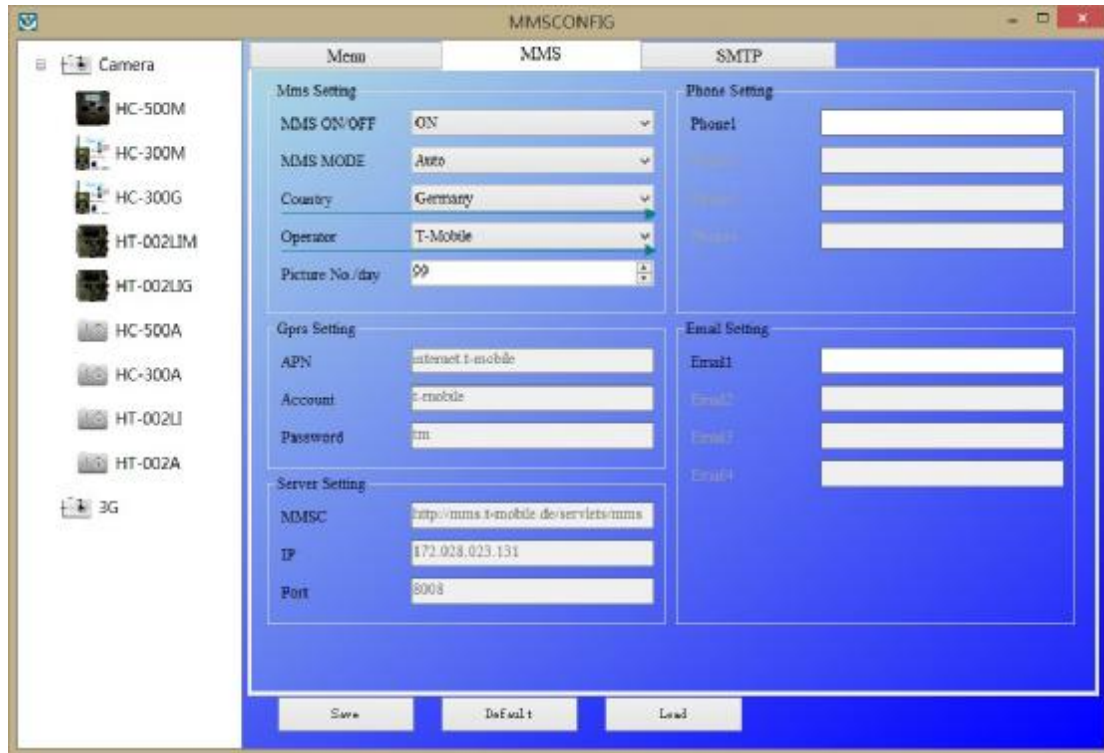 MMSCONFIG
Camera
HC-500M
HC-300M
HC-300G
HT-002LIM
HT-002LIG
HC-500A
HC-300A
HT-002LI
HT-002A
3G
Menu
MMS
SMTP
Mms Setting
MMS ON/OFF
ON
MMS MODE
Auto
Country
Germany
Operator
T-Mobile
Picture No./day
99
Gprs Setting
APN
internet.t-mobile
Account
t-mobile
Password
tm
Server Setting
MMSC
http://mms.t-mobile.de/servlets/mms
IP
172.028.023.131
Port
8008
Phone Setting
Phone1
Email Setting
Email1
Email2
Email3
Email4
Save
Default
Load